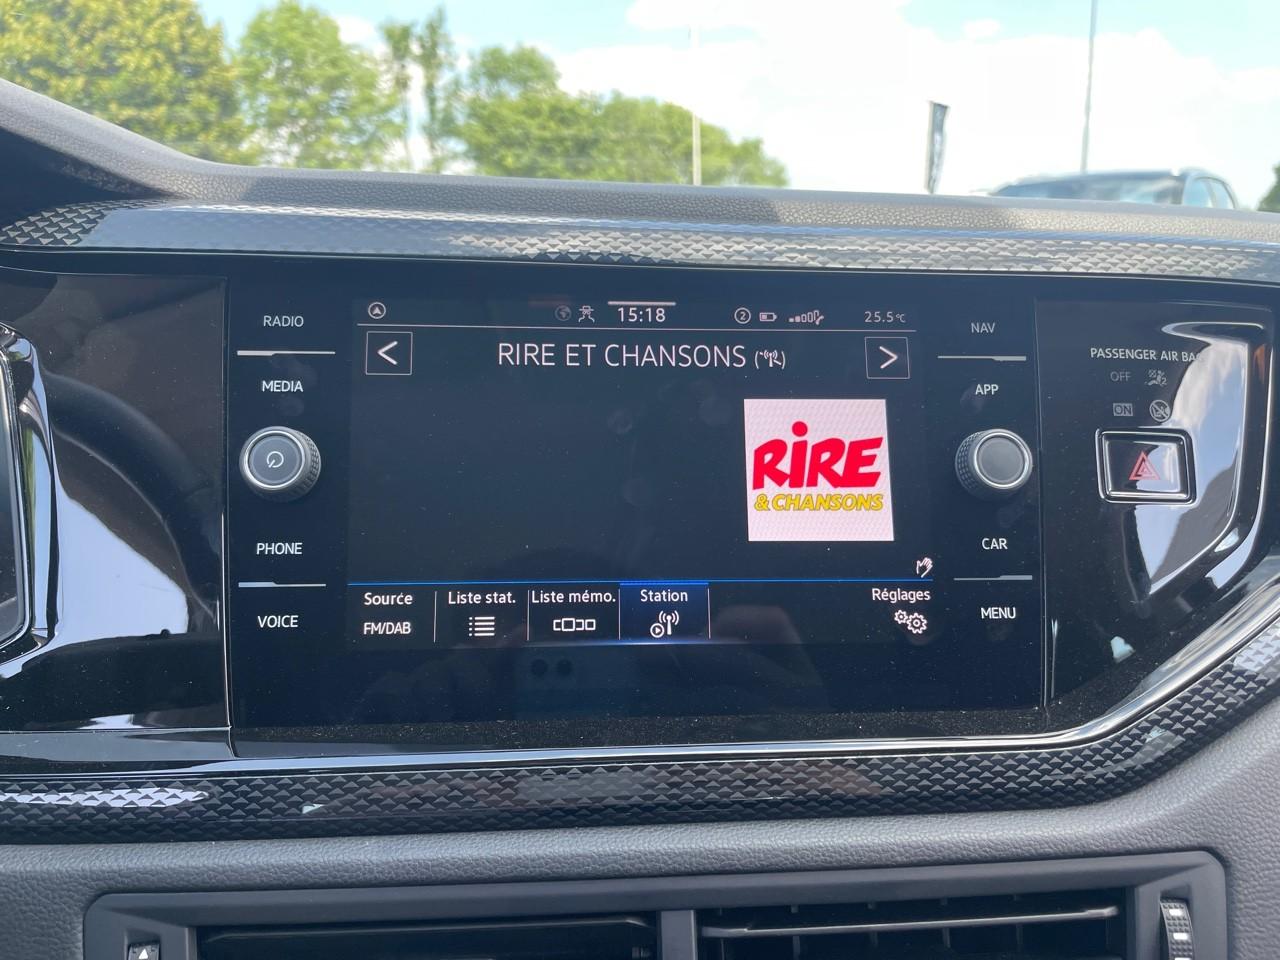 RADIO
MEDIA
PHONE
VOICE
15:18
2
25.5°C
RIRE ET CHANSONS
RIRE
& CHANSONS
Source
FM/DAB
Liste stat.
Liste mémo.
Station
Réglages
NAV
APP
CAR
MENU
PASSENGER AIR BAG
OFF
ON